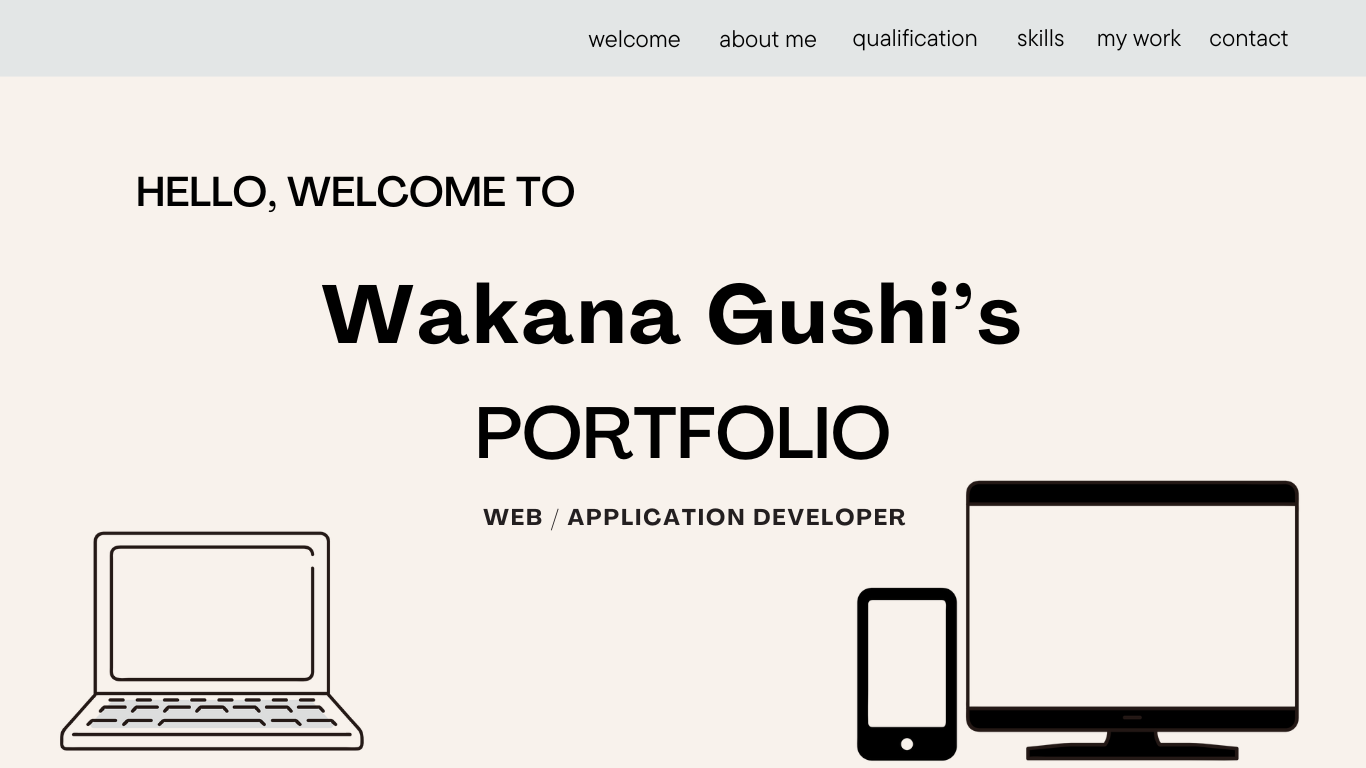 welcome about me qualification skills my work contact
HELLO, WELCOME TO
Wakana Gushi’s
PORTFOLIO
WEB / APPLICATION DEVELOPER